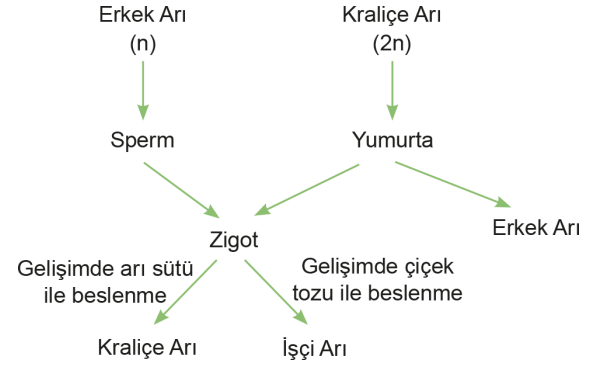 Erkek Arı
(n)
Kraliçe Arı
(2n)
Sperm
Yumurta
Zigot
Erkek Arı
Gelişimde arı sütü
ile beslenme
Gelişimde çiçek
tozu ile beslenme
Kraliçe Arı
İşçi Arı